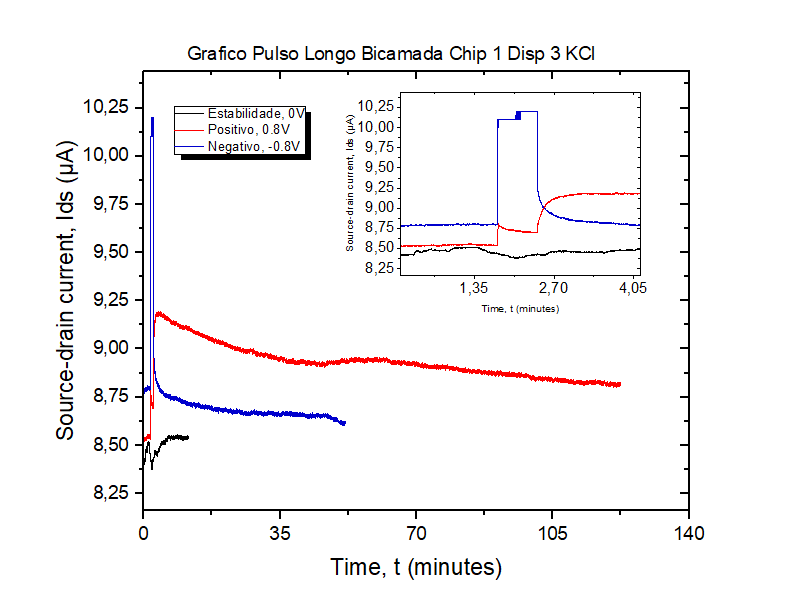 Grafico Pulso Longo Bicamada Chip 1 Disp 3 KCl
Source-drain current, Ids (µA)
10,25
10,00
9,75
9,50
9,25
9,00
8,75
8,50
8,25
Estabilidade, 0V
Positivo, 0.8V
Negativo, -0.8V
Source-drain current, Ids (µA)
10,25
10,00
9,75
9,50
9,25
9,00
8,75
8,50
8,25
1,35 2,70 4,05
Time, t (minutes)
0 35 70 105 140
Time, t (minutes)